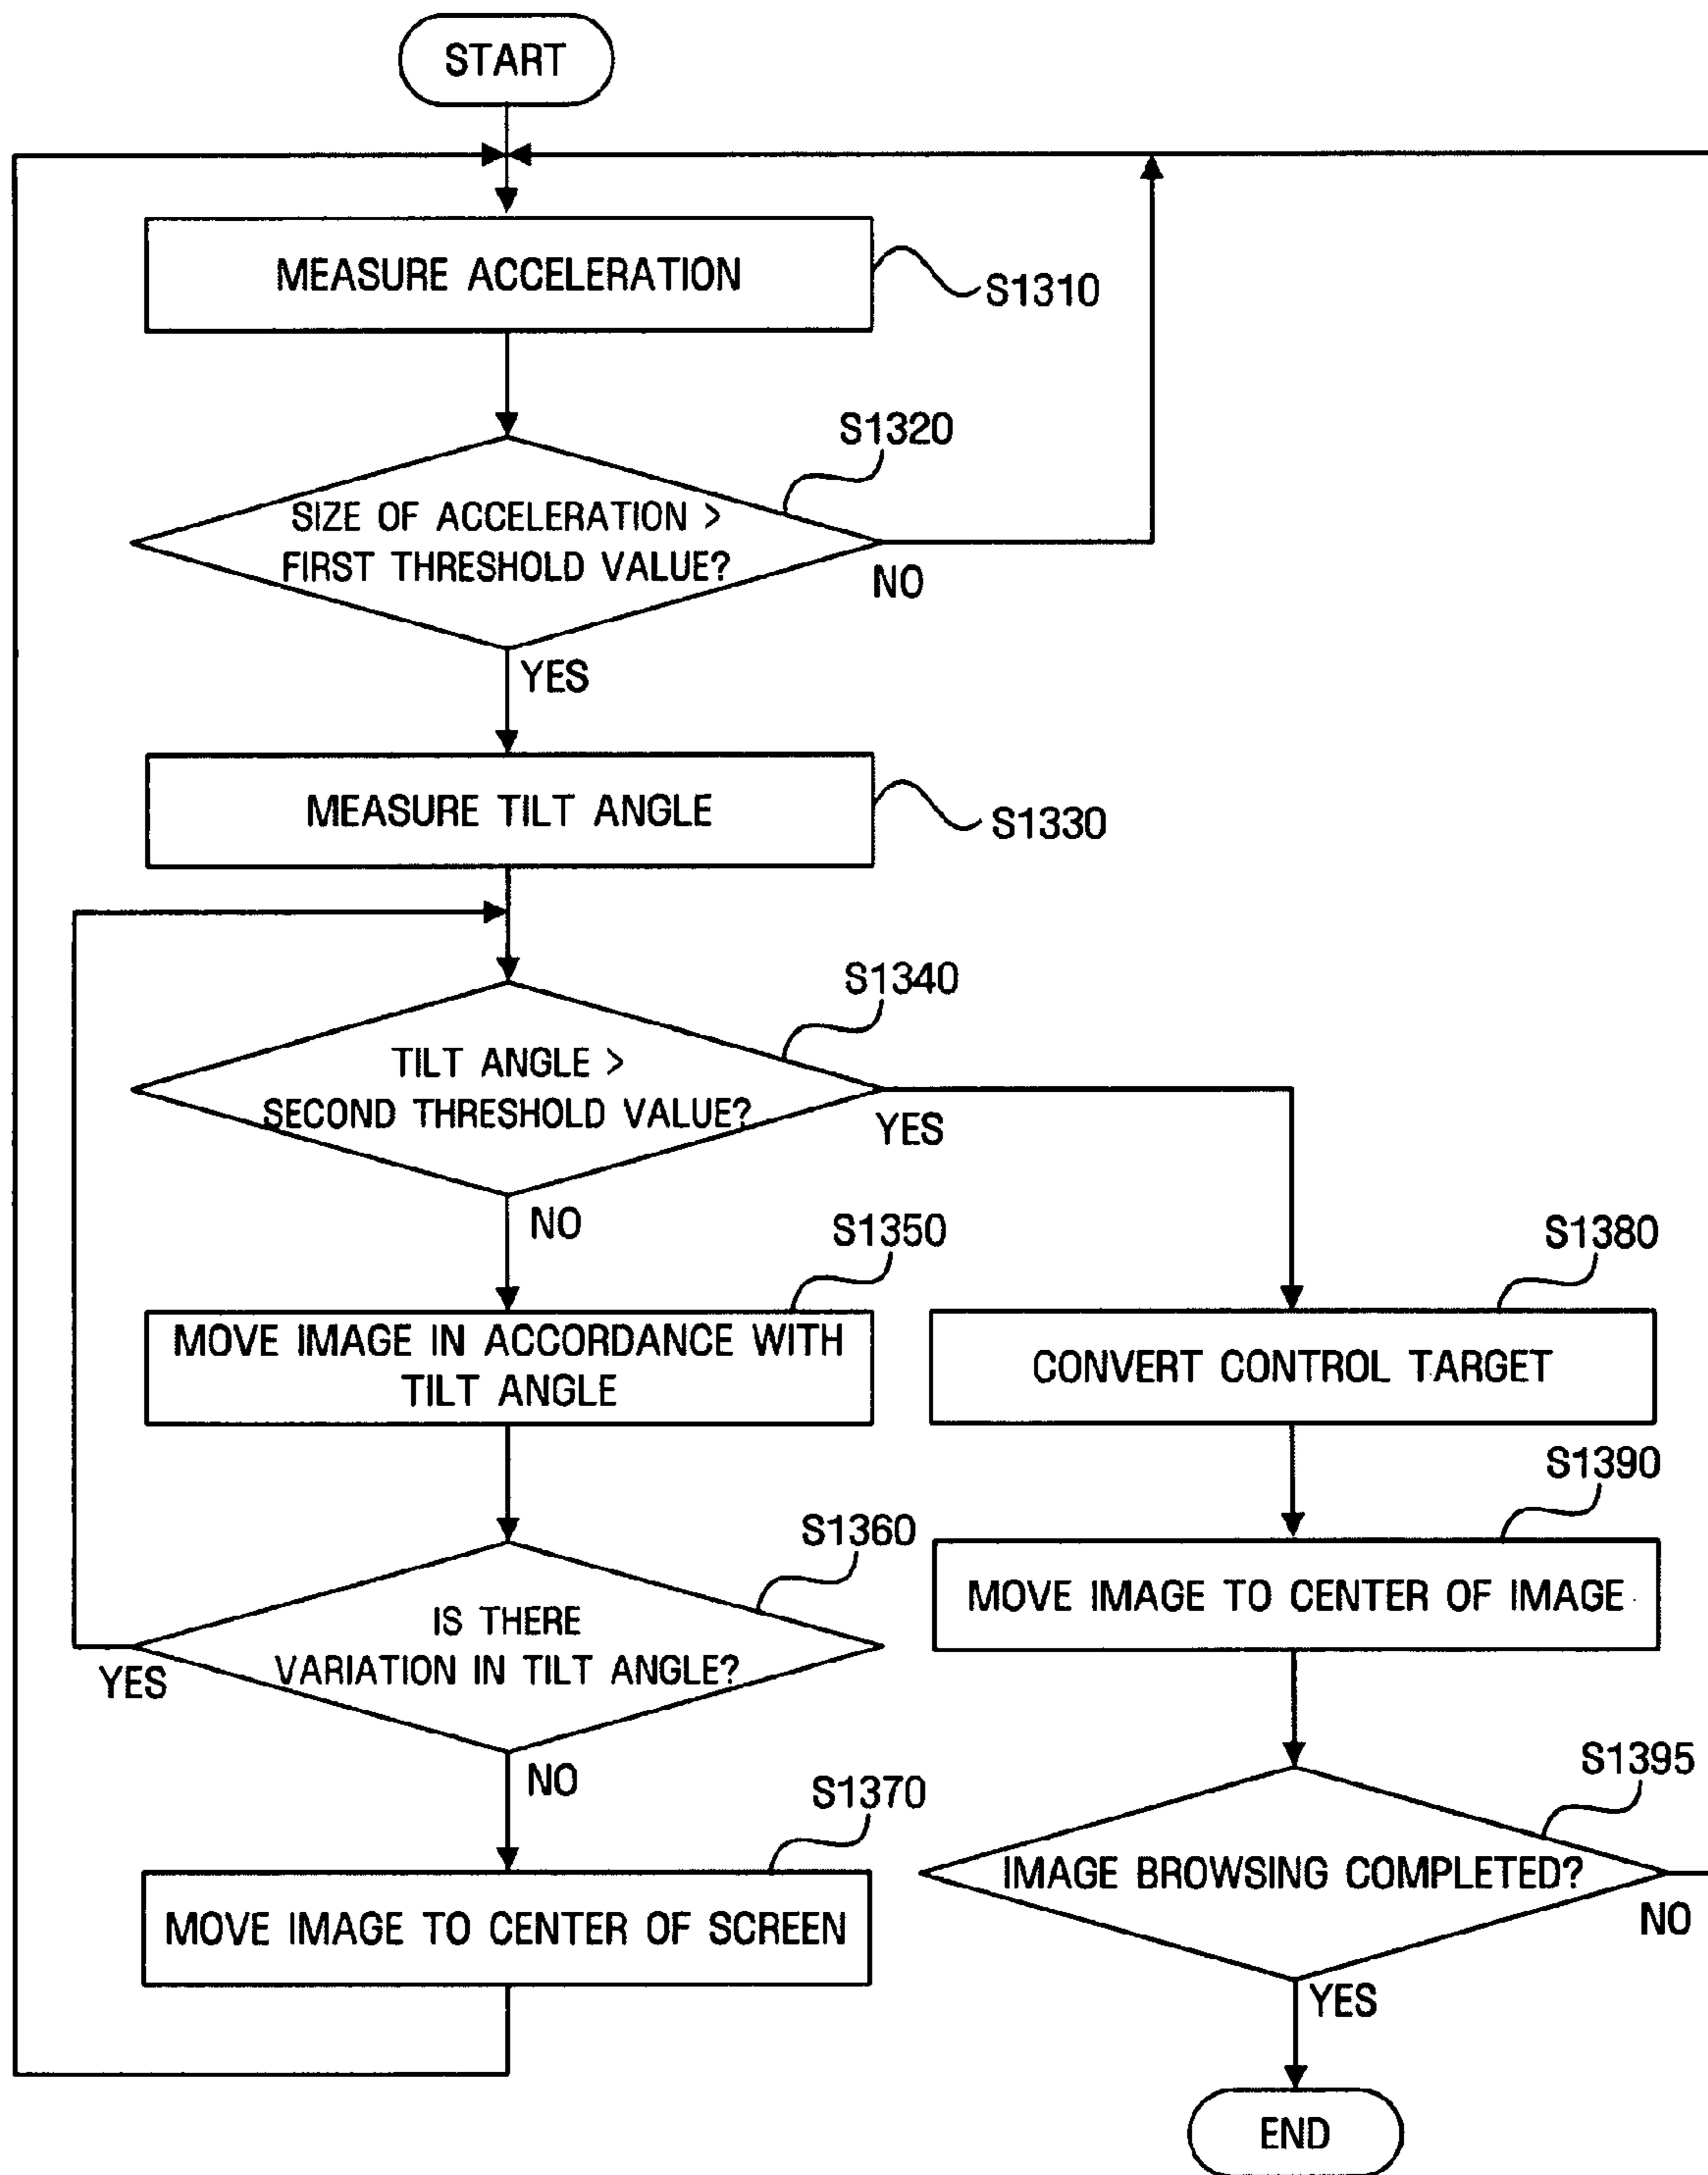 START
MEASURE ACCELERATION
S1310
S1320
SIZE OF ACCELERATION >
FIRST THRESHOLD VALUE?
NO
YES
MEASURE TILT ANGLE
S1330
S1340
TILT ANGLE >
SECOND THRESHOLD VALUE?
YES
NO
S1350
MOVE IMAGE IN ACCORDANCE WITH
TILT ANGLE
S1380
CONVERT CONTROL TARGET
S1360
IS THERE
VARIATION IN TILT ANGLE?
YES
NO
S1390
MOVE IMAGE TO CENTER OF IMAGE
S1370
MOVE IMAGE TO CENTER OF SCREEN
S1395
IMAGE BROWSING COMPLETED?
NO
YES
END